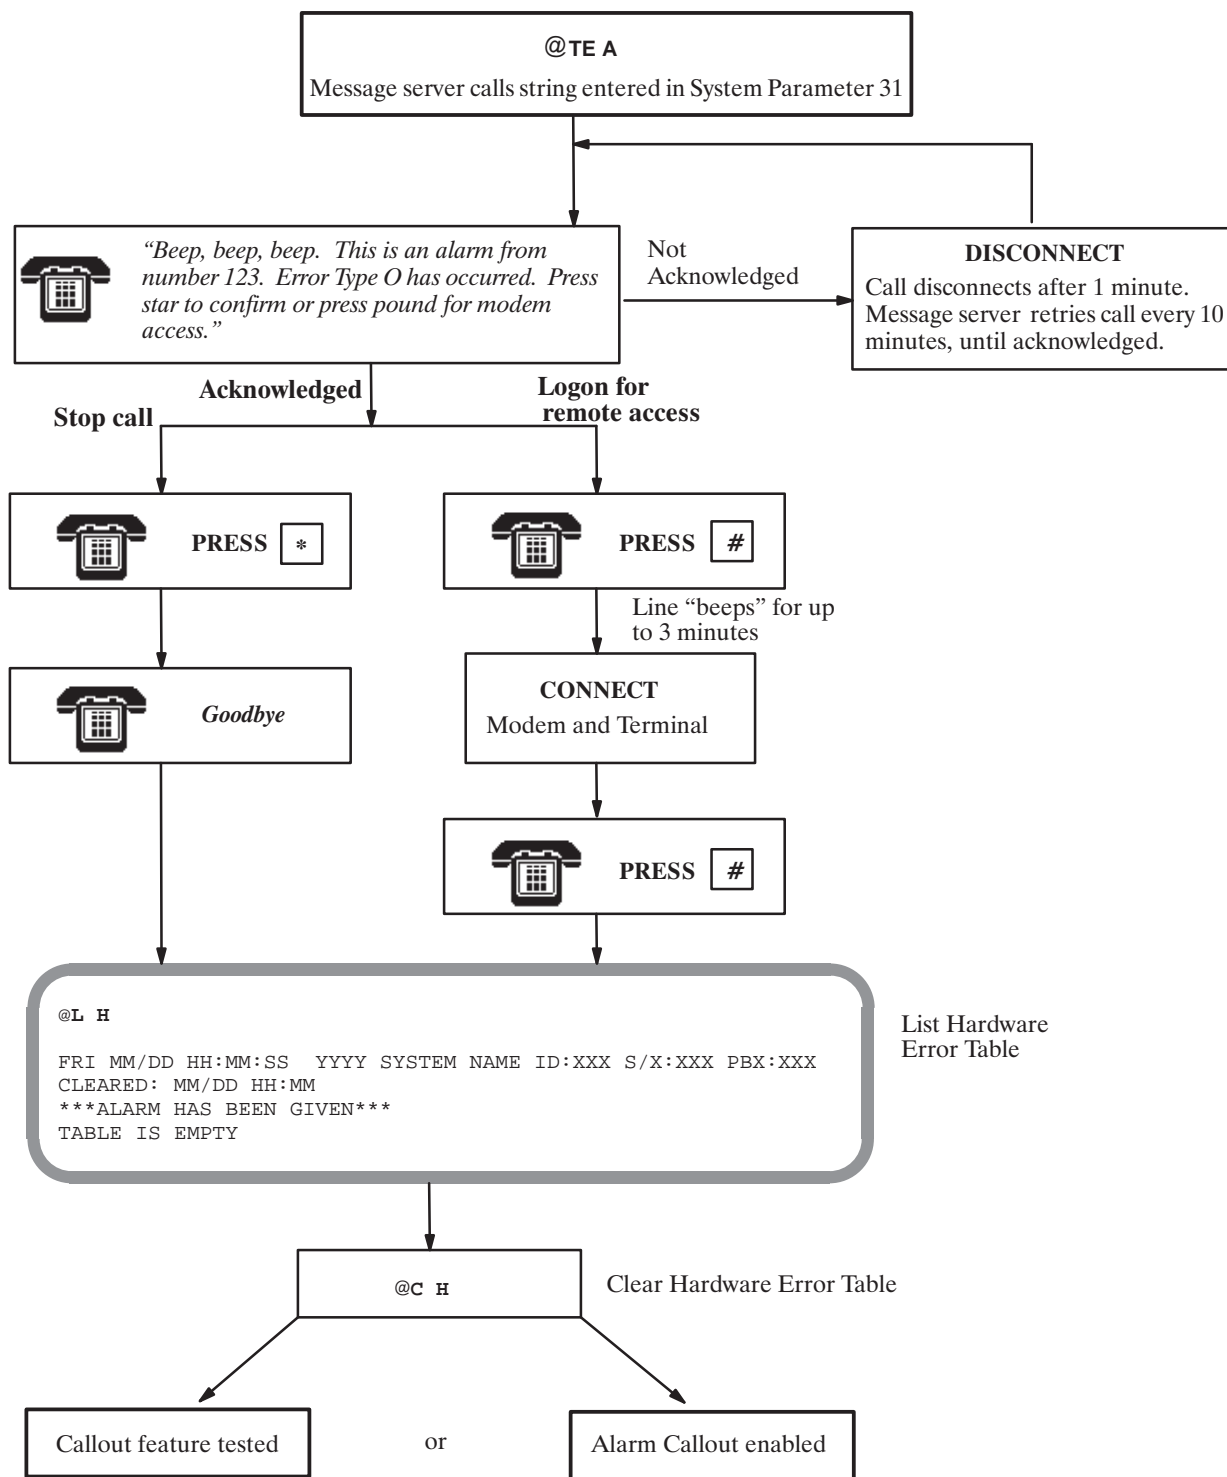 @TE A
Message server calls string entered in System Parameter 31
“Beep, beep, beep. This is an alarm from
number 123. Error Type O has occurred. Press
star to confirm or press pound for modem
access.”
Not
Acknowledged
DISCONNECT
Call disconnects after 1 minute.
Message server retries call every 10
minutes, until acknowledged.
Acknowledged
Stop call
Logon for
remote access
PRESS *
PRESS #
Line “beeps” for up
to 3 minutes
Goodbye
CONNECT
Modem and Terminal
PRESS #
@L H
FRI MM/DD HH:MM:SS YYYY SYSTEM NAME ID:XXX S/X:XXX PBX:XXX
CLEARED: MM/DD HH:MM
***ALARM HAS BEEN GIVEN***
TABLE IS EMPTY
List Hardware
Error Table
@C H
Clear Hardware Error Table
Callout feature tested
or
Alarm Callout enabled